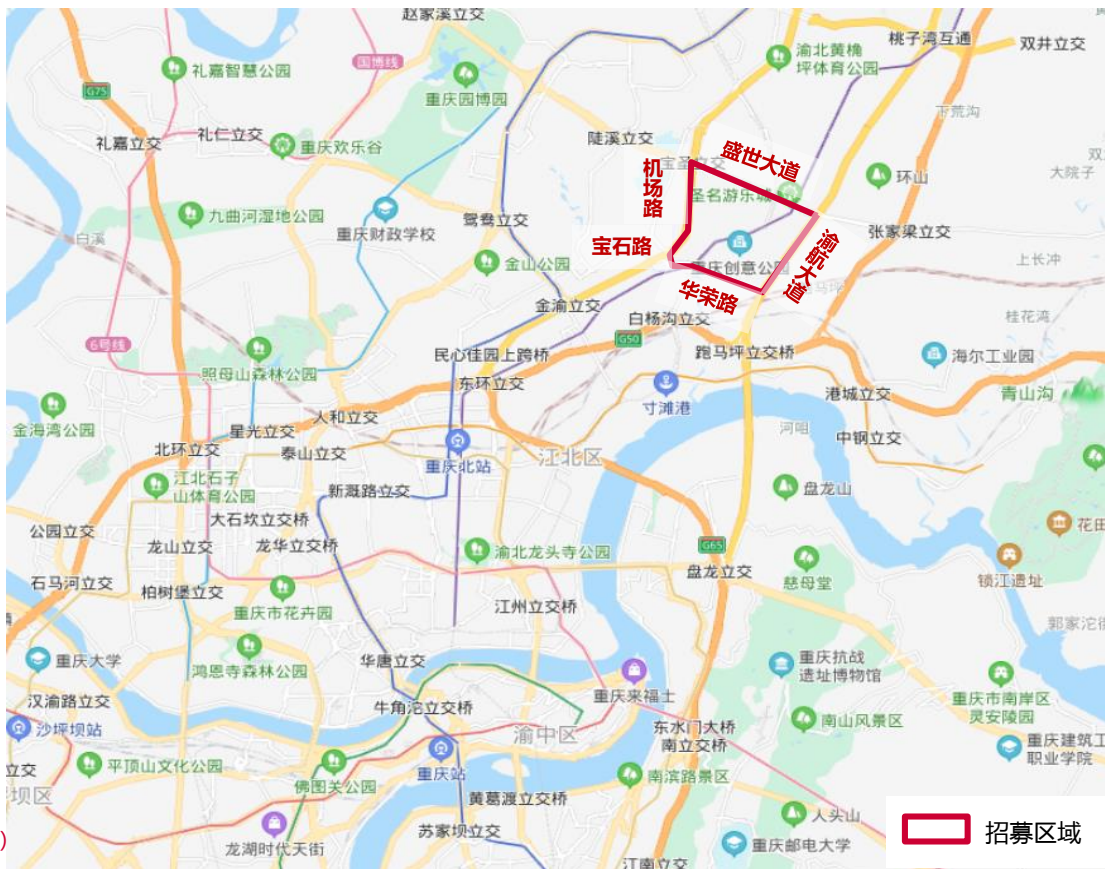 赵家溪立交
桃子湾互通
双井立交
国博线
渝北黄桷
坪体育公园
礼嘉智慧公园
重庆园博园
G75
下荒沟
礼嘉立交
礼仁立交
重庆欢乐谷
陡溪立交
宝圣立交
盛世大道
大院子
环山
机场路
圣名游乐城
九曲河湿地公园
重庆财政学校
鸳鸯立交
张家梁立交
白溪
宝石路
重庆创意公园
渝航大道
金山公园
上长冲
华荣路
金渝立交
白杨沟立交
桂花湾
G50
6号线
民心佳园上跨桥
跑马坪立交桥
海尔工业园
照母山森林公园
东环立交
寸滩港
港城立交
青山沟
金海湾公园
人和立交
星光立交
河咀
中钢立交
北环立交
泰山立交
重庆北站
江北区
江北石子
山体育公园
新溉路立交
盘龙山
大石坎立交桥
公园立交
花田
龙山立交
龙华立交桥
渝北龙头寺公园
G65
盘龙立交
慈母堂
锁江遗址
石马河立交
柏树堡立交
重庆市花卉园
江州立交桥
郭家沱街
鸿恩寺森林公园
重庆大学
华唐立交
重庆抗战
遗址博物馆
重庆来福士
重庆市南岸区
灵安陵园
汉渝路立交
牛角沱立交桥
沙坪坝站
渝中区
东水门大桥
南立交桥
南山风景区
重庆建筑工
职业学院
立交
平顶山文化公园
佛图关公园
重庆站
南滨路景区
坝区
黄葛渡立交桥
人头山
苏家坝立交
龙湖时代天街
重庆邮电大学
江南立交
招募区域
)